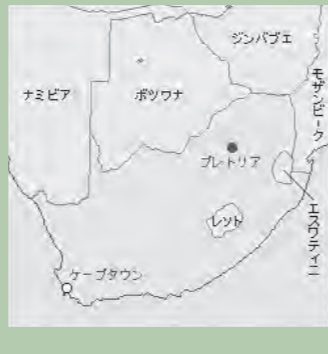 ジンバブエ
モザンビーク
ナミビア
ボツワナ
プレトリア
エスワティニ
レソト
ケープタウン